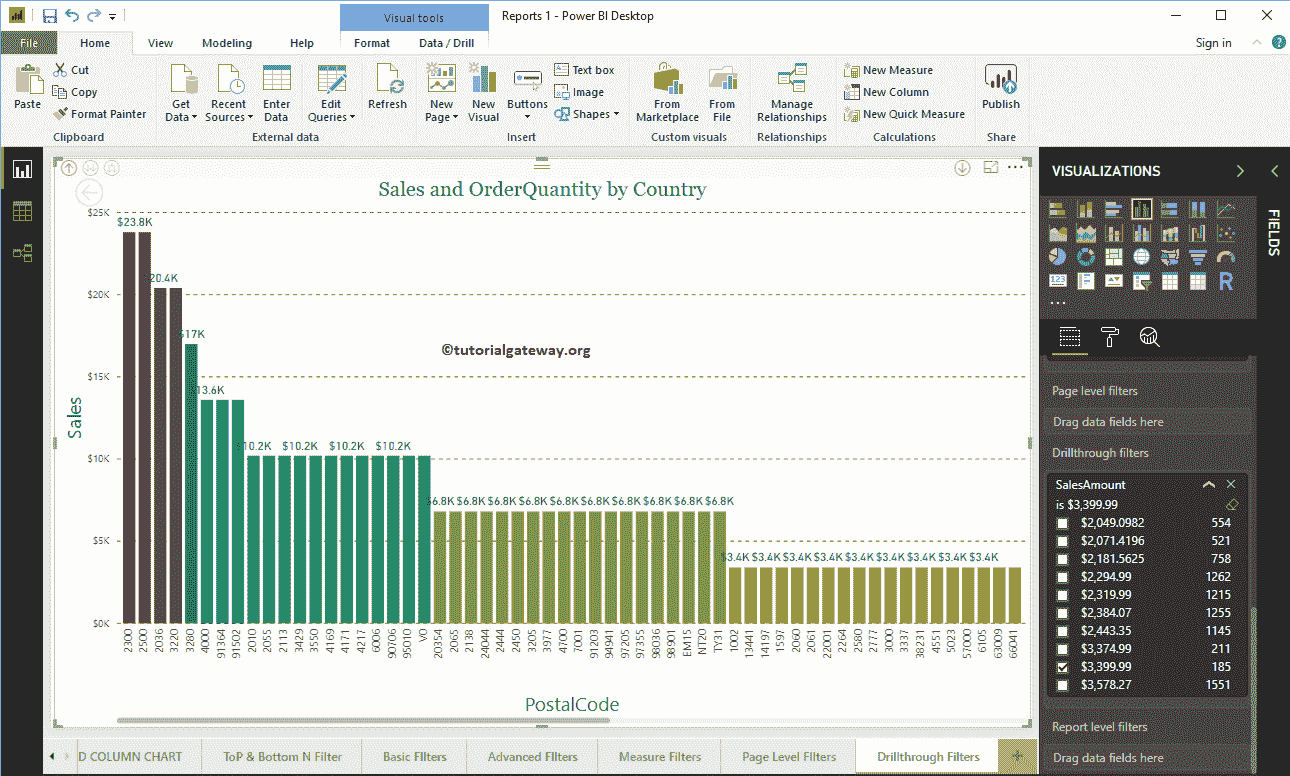 Visual tools
Reports 1 - Power BI Desktop
File Home View Modeling Help Format Data / Drill Sign in
Paste
Cut
Copy
Format Painter
Clipboard
Get Data
Recent Sources
Enter Data
Edit Queries
External data
Refresh
New Page
New Visual
Buttons
Text box
Image
Shapes
Insert
From Marketplace
From File
Custom visuals
Manage Relationships
Relationships
New Measure
New Column
New Quick Measure
Calculations
Publish
Share
Sales and OrderQuantity by Country
Sales
$25K
$20K
$15K
$10K
$5K
$0K
$23.8K
20.4K
$17K
13.6K
$10.2K $10.2K $10.2K $10.2K
$6.8K $6.8K $6.8K $6.8K $6.8K $6.8K $6.8K $6.8K $6.8K $6.8K
$3.4K $3.4K $3.4K $3.4K $3.4K $3.4K $3.4K $3.4K $3.4K
©tutorialgateway.org
2300 2500 2036 3220 3280 4000 91364 91502 2010 2055 2113 3429 3550 4169 4171 4217 6006 90706 95010 V0 20354 2065 2138 24044 2444 2450 3205 3977 4700 7001 91203 94941 97205 97355 98036 98901 EM15 NT20 TY31 1002 13441 14197 1597 2060 2061 22001 2264 2580 2777 3000 3337 38231 4551 5023 57000 6105 63009 66041
PostalCode
VISUALIZATIONS
FIELDS
123
R
Page level filters
Drag data fields here
Drillthrough filters
SalesAmount
is $3,399.99
$2,049.0982 554
$2,071.4196 521
$2,181.5625 758
$2,294.99 1262
$2,319.99 1215
$2,384.07 1255
$2,443.35 1145
$3,374.99 211
$3,399.99 185
$3,578.27 1551
Report level filters
Drag data fields here
D COLUMN CHART ToP & Bottom N Filter Basic FIlters Advanced FIlters Measure Filters Page Level FIlters Drillthrough Filters